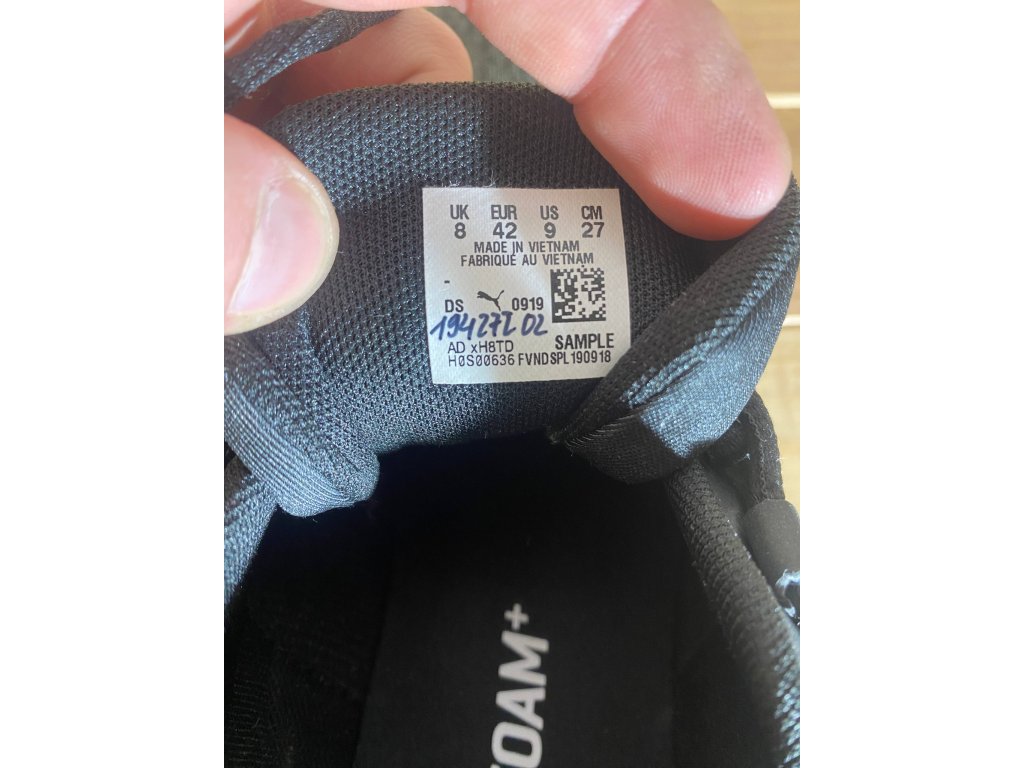 UK EUR US CM
8 42 9 27
MADE IN VIETNAM
FABRIQUÉ AU VIETNAM
-
DS 0919
194272 02
AD xH8TD SAMPLE
H0S00636 FVNDSPL190918
FOAM+